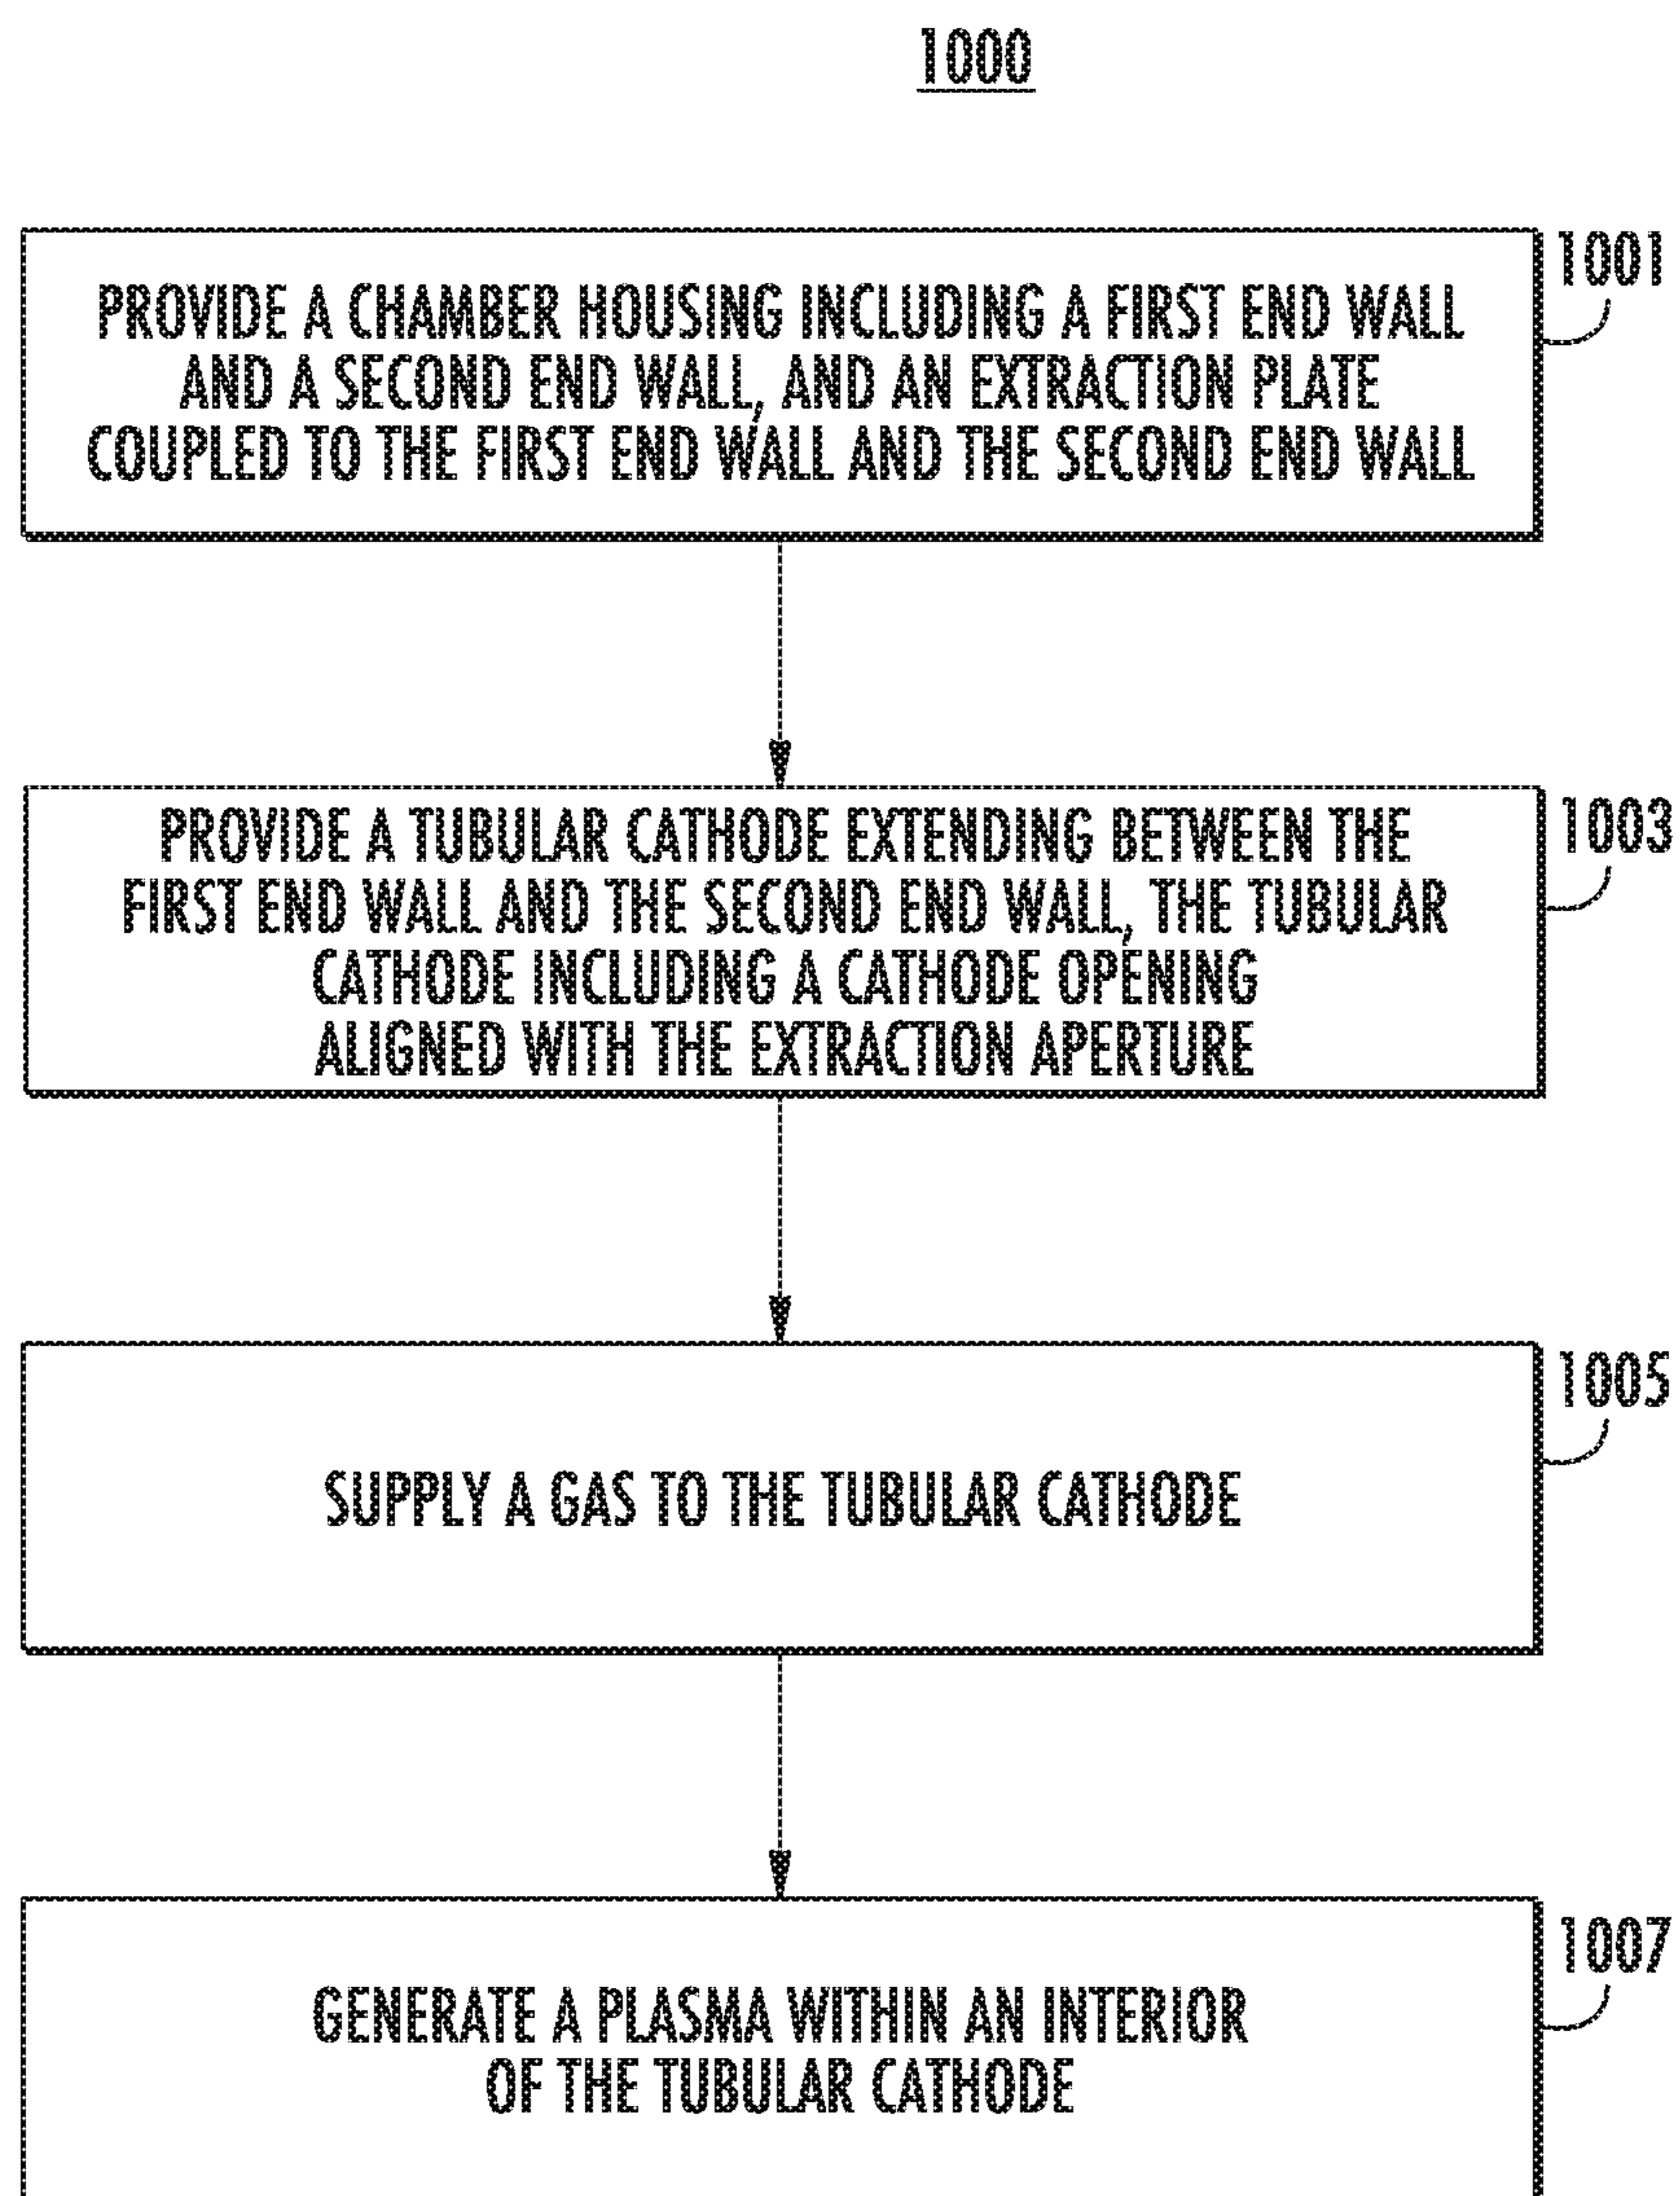 1000
1001
PROVIDE A CHAMBER HOUSING INCLUDING A FIRST END WALL
AND A SECOND END WALL, AND AN EXTRACTION PLATE
COUPLED TO THE FIRST END WALL AND THE SECOND END WALL
1003
PROVIDE A TUBULAR CATHODE EXTENDING BETWEEN THE
FIRST END WALL AND THE SECOND END WALL, THE TUBULAR
CATHODE INCLUDING A CATHODE OPENING
ALIGNED WITH THE EXTRACTION APERTURE
1005
SUPPLY A GAS TO THE TUBULAR CATHODE
1007
GENERATE A PLASMA WITHIN AN INTERIOR
OF THE TUBULAR CATHODE